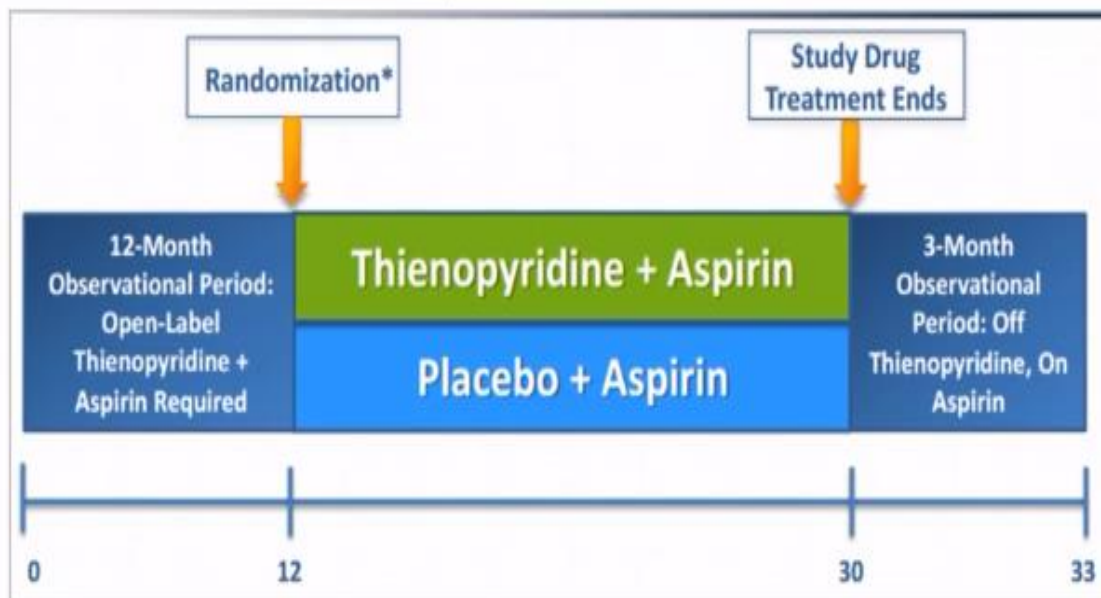 Randomization*
Study Drug
Treatment Ends
12-Month
Observational Period:
Open-Label
Thienopyridine +
Aspirin Required
Thienopyridine + Aspirin
Placebo + Aspirin
3-Month
Observational
Period: Off
Thienopyridine, On
Aspirin
0
12
30
33